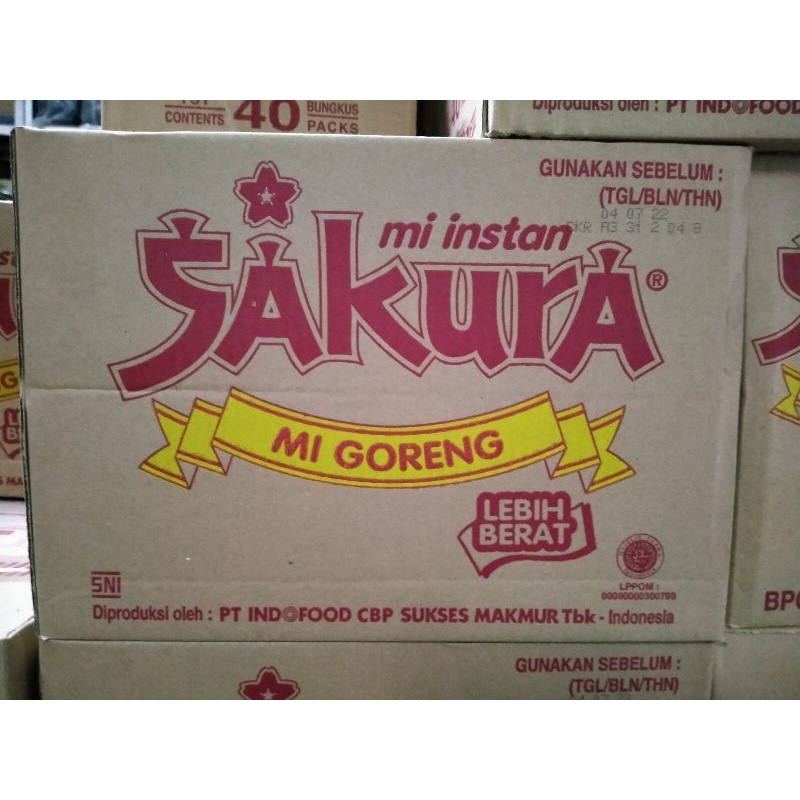 CONTENTS 40 BUNGKUS
PACKS
Diproduksi oleh : PT INDOFOOD
GUNAKAN SEBELUM :
(TGL/BLN/THN)
04 07 22
mi instan
SAkurA®
MI GORENG
LEBIH
BERAT
SNI
LPPOM :
00090000300799
Diproduksi oleh : PT INDOFOOD CBP SUKSES MAKMUR Tbk - Indonesia
GUNAKAN SEBELUM :
(TGL/BLN/THN)